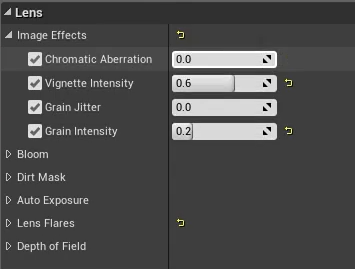 Lens
Image Effects
Chromatic Aberration 0.0
Vignette Intensity 0.6
Grain Jitter 0.0
Grain Intensity 0.2
Bloom
Dirt Mask
Auto Exposure
Lens Flares
Depth of Field